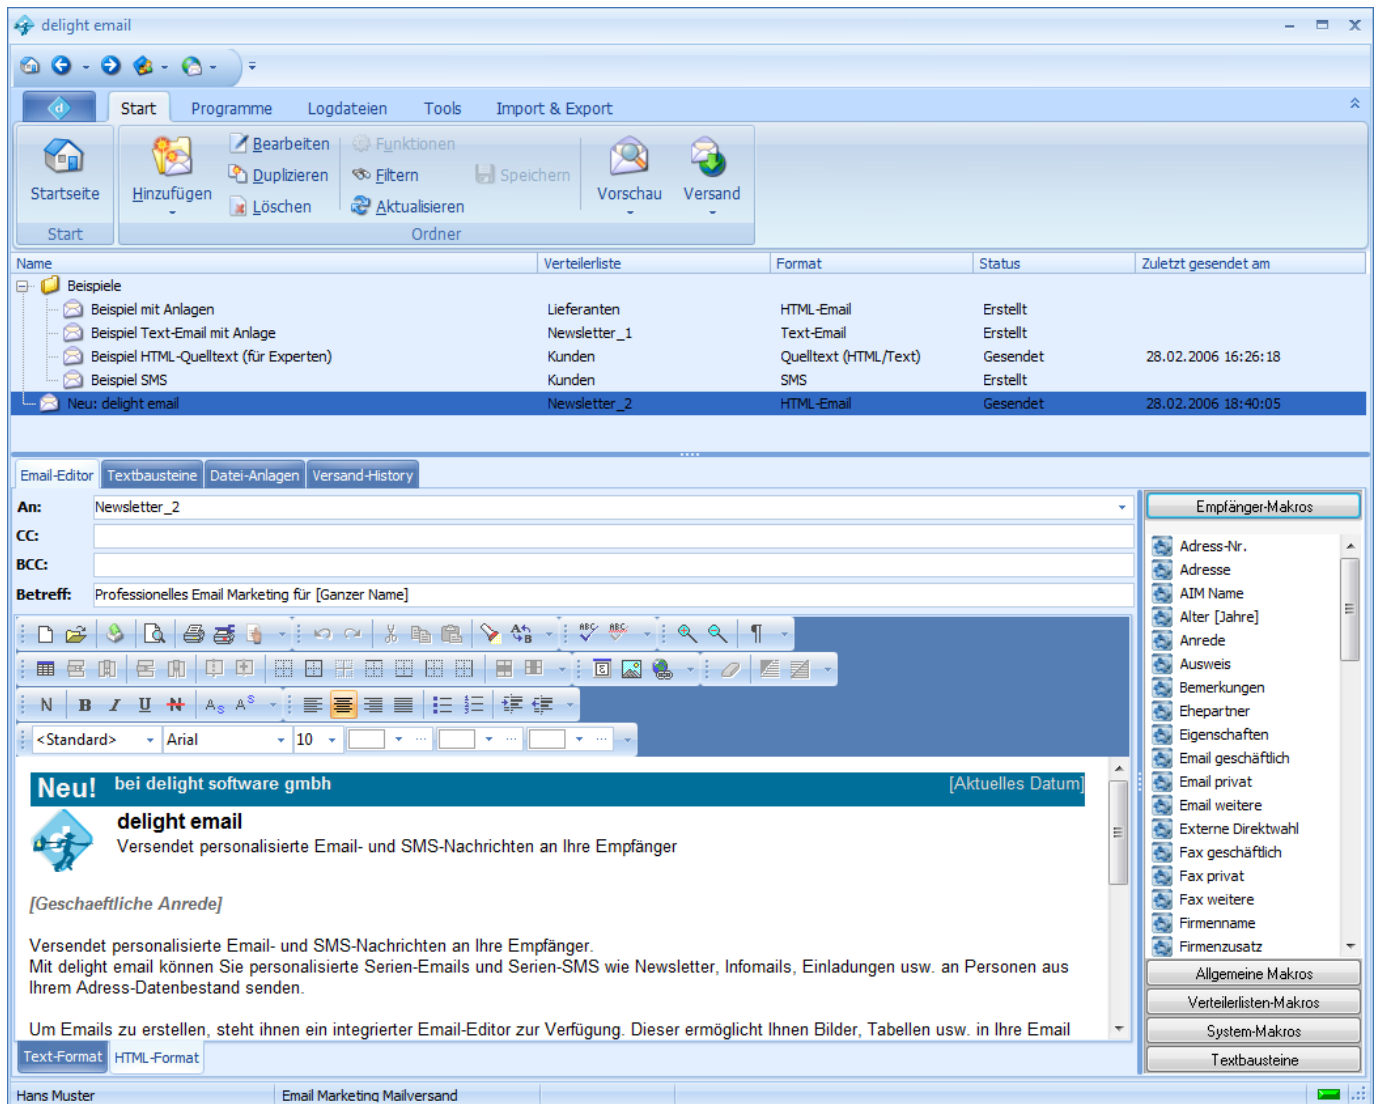 delight email
Start Programme Logdateien Tools Import & Export
Startseite
Hinzufügen
Bearbeiten
Duplizieren
Löschen
Funktionen
Filtern
Aktualisieren
Speichern
Vorschau
Versand
Start
Ordner
Name Verteilerliste Format Status Zuletzt gesendet am
Beispiele
Beispiel mit Anlagen Lieferanten HTML-Email Erstellt
Beispiel Text-Email mit Anlage Newsletter_1 Text-Email Erstellt
Beispiel HTML-Quelltext (für Experten) Kunden Quelltext (HTML/Text) Gesendet 28.02.2006 16:26:18
Beispiel SMS Kunden SMS Erstellt
Neu: delight email Newsletter_2 HTML-Email Gesendet 28.02.2006 18:40:05
Email-Editor Textbausteine Datei-Anlagen Versand-History
An: Newsletter_2
CC:
BCC:
Betreff: Professionelles Email Marketing für [Ganzer Name]
<Standard> Arial 10
Neu! bei delight software gmbh [Aktuelles Datum]
delight email
Versendet personalisierte Email- und SMS-Nachrichten an Ihre Empfänger
[Geschaeftliche Anrede]
Versendet personalisierte Email- und SMS-Nachrichten an Ihre Empfänger.
Mit delight email können Sie personalisierte Serien-Emails und Serien-SMS wie Newsletter, Infomails, Einladungen usw. an Personen aus
Ihrem Adress-Datenbestand senden.
Um Emails zu erstellen, steht ihnen ein integrierter Email-Editor zur Verfügung. Dieser ermöglicht Ihnen Bilder, Tabellen usw. in Ihre Email
Text-Format HTML-Format
Empfänger-Makros
Adress-Nr.
Adresse
AIM Name
Alter [Jahre]
Anrede
Ausweis
Bemerkungen
Ehepartner
Eigenschaften
Email geschäftlich
Email privat
Email weitere
Externe Direktwahl
Fax geschäftlich
Fax privat
Fax weitere
Firmenname
Firmenzusatz
Allgemeine Makros
Verteilerlisten-Makros
System-Makros
Textbausteine
Hans Muster Email Marketing Mailversand